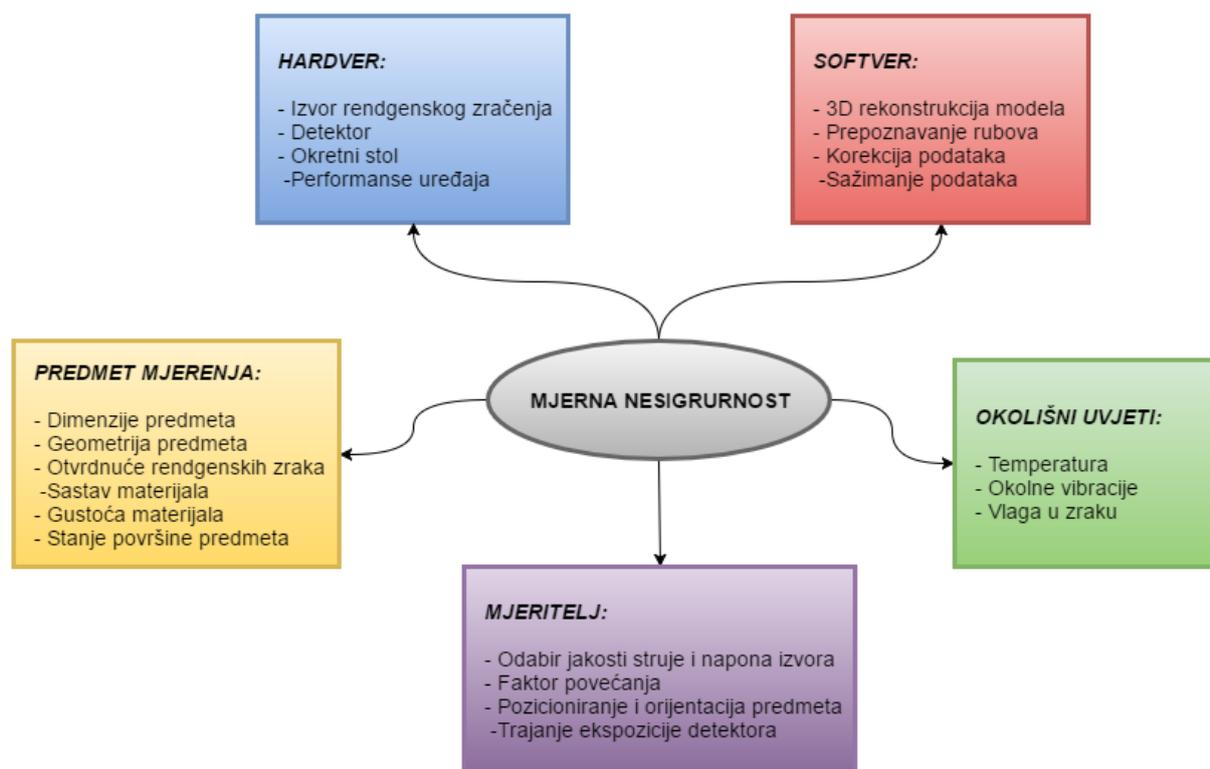 HARDVER:
- Izvor rendgenskog zračenja
- Detektor
- Okretni stol
-Performanse uređaja
SOFTVER:
- 3D rekonstrukcija modela
- Prepoznavanje rubova
- Korekcija podataka
-Sažimanje podataka
PREDMET MJERENJA:
- Dimenzije predmeta
- Geometrija predmeta
- Otvrdnuće rendgenskih zraka
-Sastav materijala
- Gustoća materijala
- Stanje površine predmeta
MJERNA NESIGRURNOST
OKOLIŠNI UVJETI:
- Temperatura
- Okolne vibracije
- Vlaga u zraku
MJERITELJ:
- Odabir jakosti struje i napona izvora
- Faktor povećanja
- Pozicioniranje i orijentacija predmeta
-Trajanje ekspozicije detektora